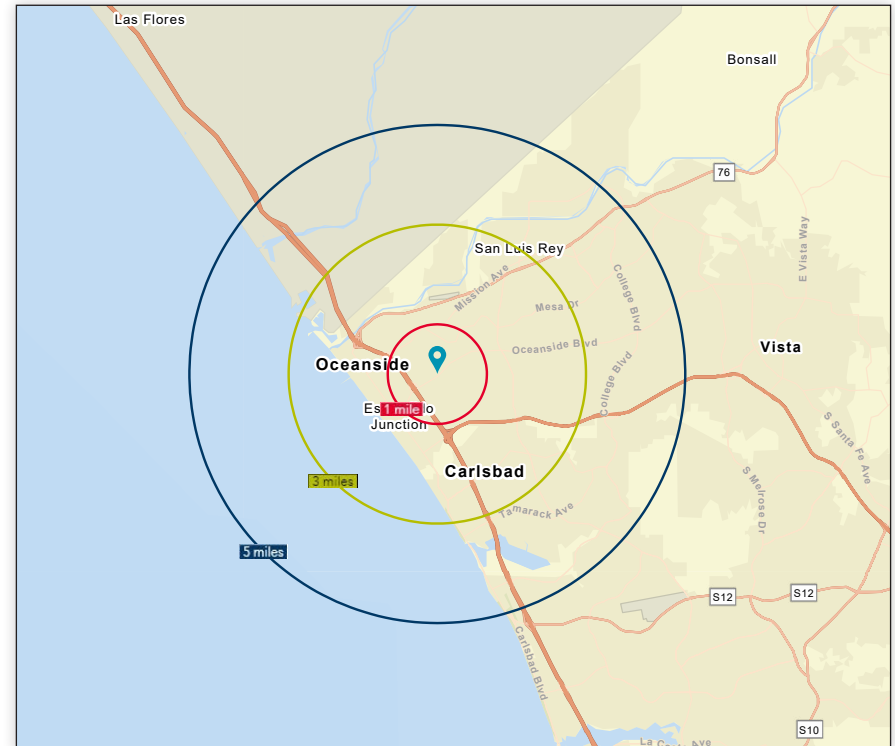 Las Flores
Bonsall
76
San Luis Rey
E Vista Way
Mission Ave
College Blvd
Mesa Dr
Oceanside Blvd
Vista
Oceanside
College Blvd
1 mile
Junction
S Santa Fe Ave
Carlsbad
3 miles
S Melrose Dr
Tamarack Ave
5 miles
S12
S12
Carlsbad Blvd
S10